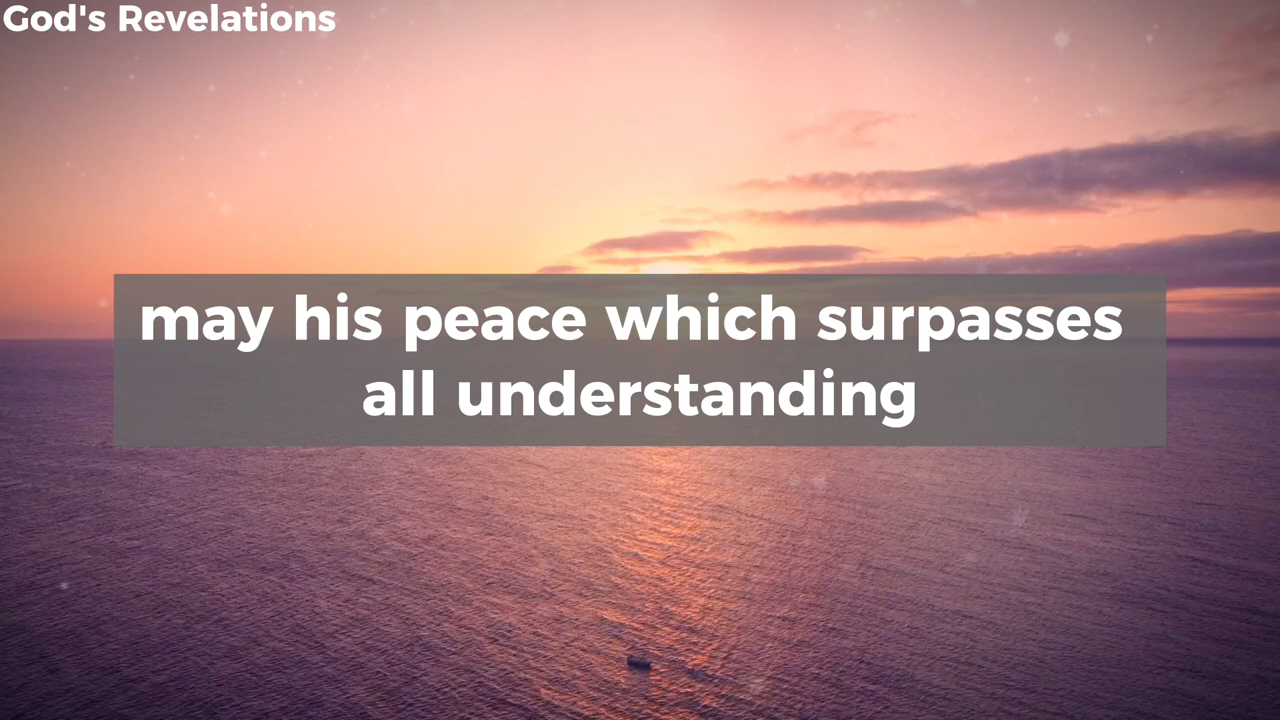 God's Revelations
may his peace which surpasses
all understanding